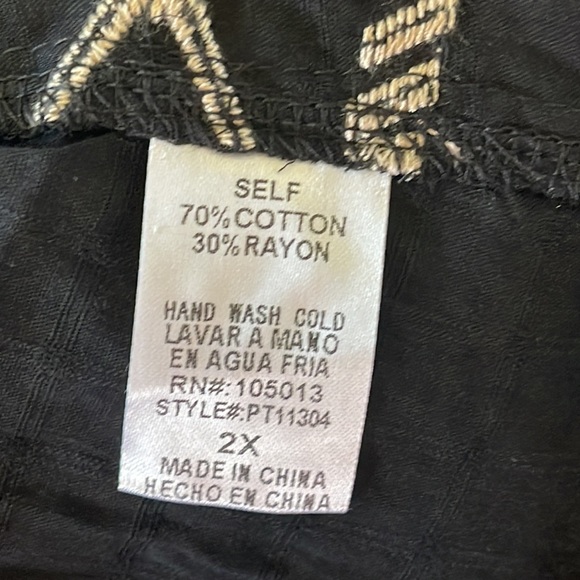 SELF
70%COTTON
30%RAYON
HAND WASH COLD
LAVAR A MANO
EN AGUA FRIA
RN#:105013
STYLE#:PT11304
2X
MADE IN CHINA
HECHO EN CHINA